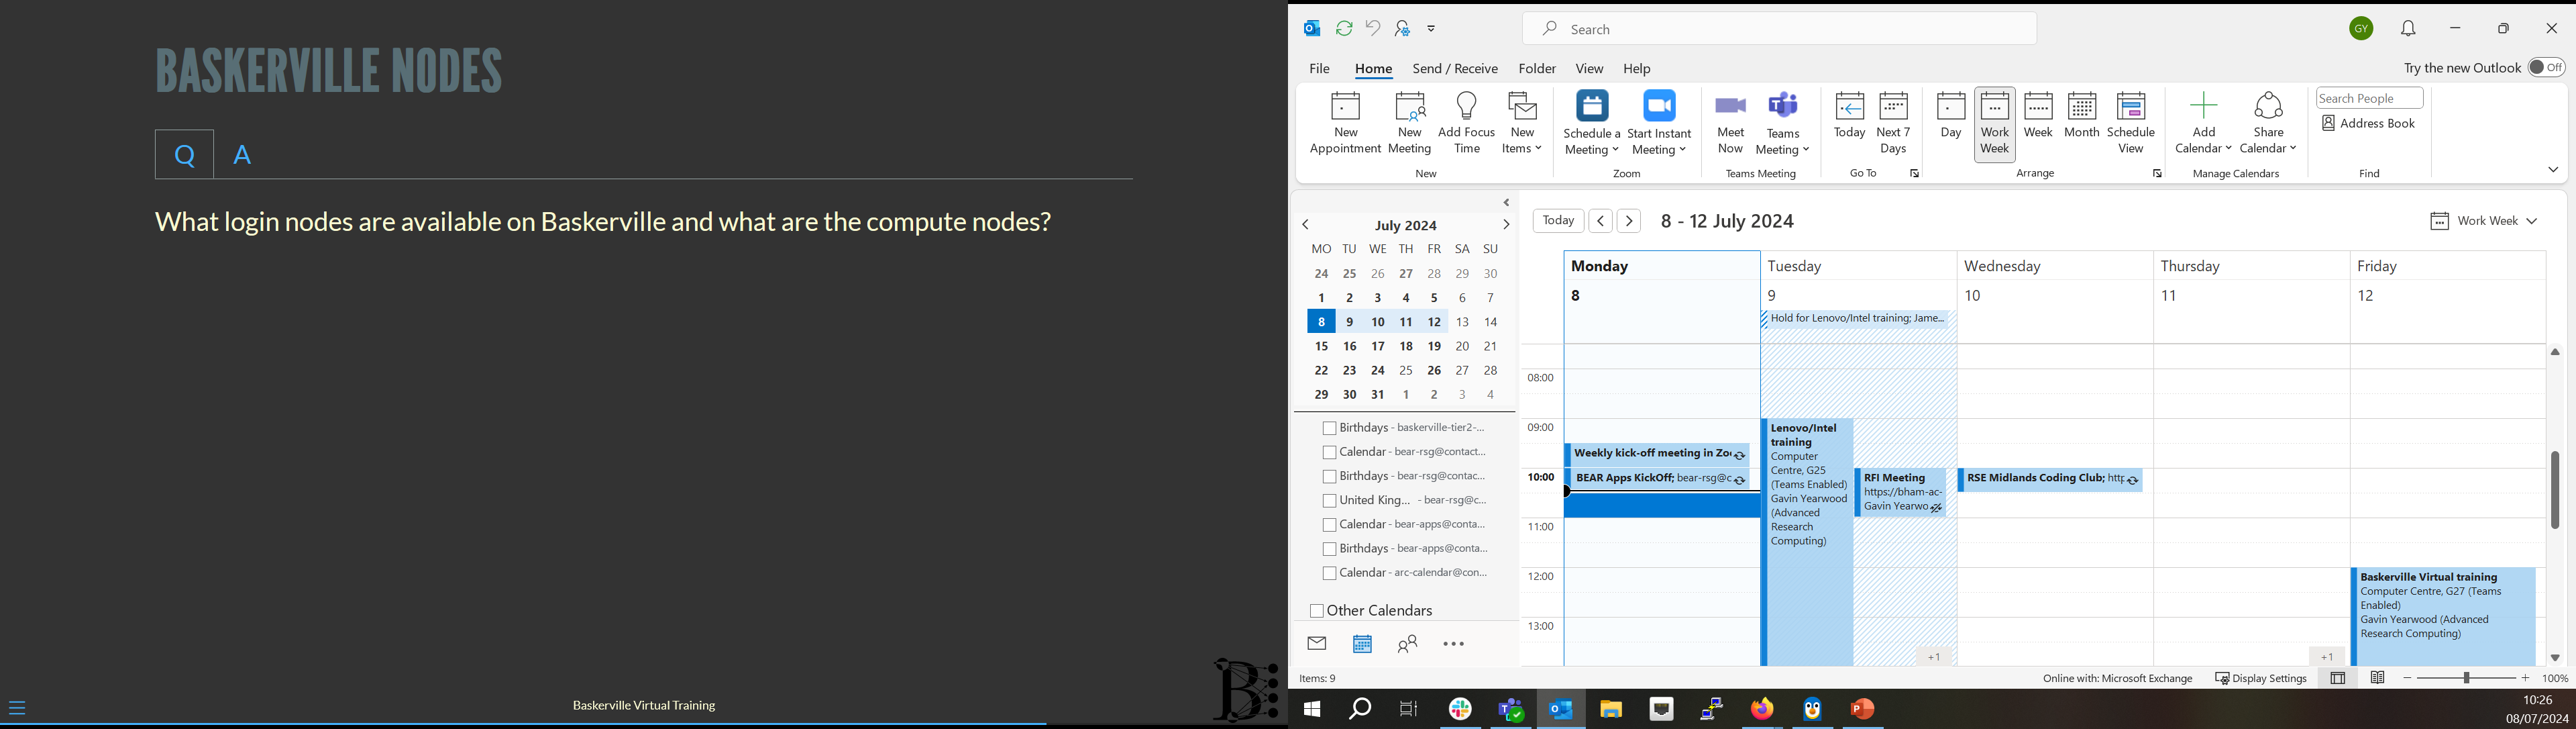 BASKERVILLE NODES
Q A
What login nodes are available on Baskerville and what are the compute nodes?
Baskerville Virtual Training
B
Search
GY
File Home Send / Receive Folder View Help
Try the new Outlook Off
New Appointment
New Meeting
Add Focus Time
New Items
New
Schedule a Meeting
Start Instant Meeting
Zoom
Meet Now
Teams Meeting
Teams Meeting
Today
Next 7 Days
Go To
Day
Work Week
Week
Month
Schedule View
Arrange
Add Calendar
Share Calendar
Manage Calendars
Search People
Address Book
Find
July 2024
MO TU WE TH FR SA SU
24 25 26 27 28 29 30
1 2 3 4 5 6 7
8 9 10 11 12 13 14
15 16 17 18 19 20 21
22 23 24 25 26 27 28
29 30 31 1 2 3 4
Birthdays - baskerville-tier2-...
Calendar - bear-rsg@contact...
Birthdays - bear-rsg@contac...
United King... - bear-rsg@c...
Calendar - bear-apps@conta...
Birthdays - bear-apps@conta...
Calendar - arc-calendar@con...
Other Calendars
Today
8 - 12 July 2024
Work Week
Monday Tuesday Wednesday Thursday Friday
8 9 10 11 12
Hold for Lenovo/Intel training; Jame...
08:00
09:00
10:00
11:00
12:00
13:00
Weekly kick-off meeting in Zo
BEAR Apps KickOff; bear-rsg@c
Lenovo/Intel
training
Computer
Centre, G25
(Teams Enabled)
Gavin Yearwood
(Advanced
Research
Computing)
RFI Meeting
https://bham-ac-
Gavin Yearwo
RSE Midlands Coding Club; http
Baskerville Virtual training
Computer Centre, G27 (Teams
Enabled)
Gavin Yearwood (Advanced
Research Computing)
+1
+1
Items: 9
Online with: Microsoft Exchange
Display Settings
100%
10:26
08/07/2024